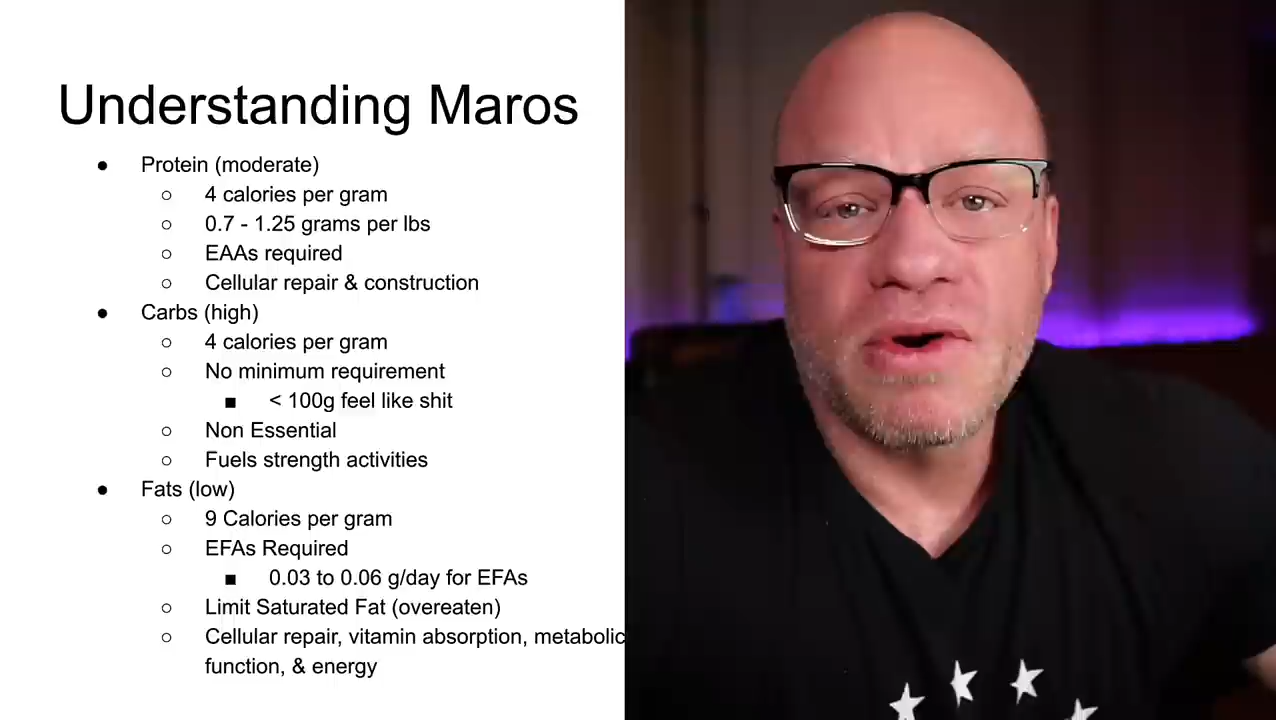 Understanding Maros
● Protein (moderate)
○ 4 calories per gram
○ 0.7 - 1.25 grams per lbs
○ EAAs required
○ Cellular repair & construction
● Carbs (high)
○ 4 calories per gram
○ No minimum requirement
■ < 100g feel like shit
○ Non Essential
○ Fuels strength activities
● Fats (low)
○ 9 Calories per gram
○ EFAs Required
■ 0.03 to 0.06 g/day for EFAs
○ Limit Saturated Fat (overeaten)
○ Cellular repair, vitamin absorption, metabolic
function, & energy